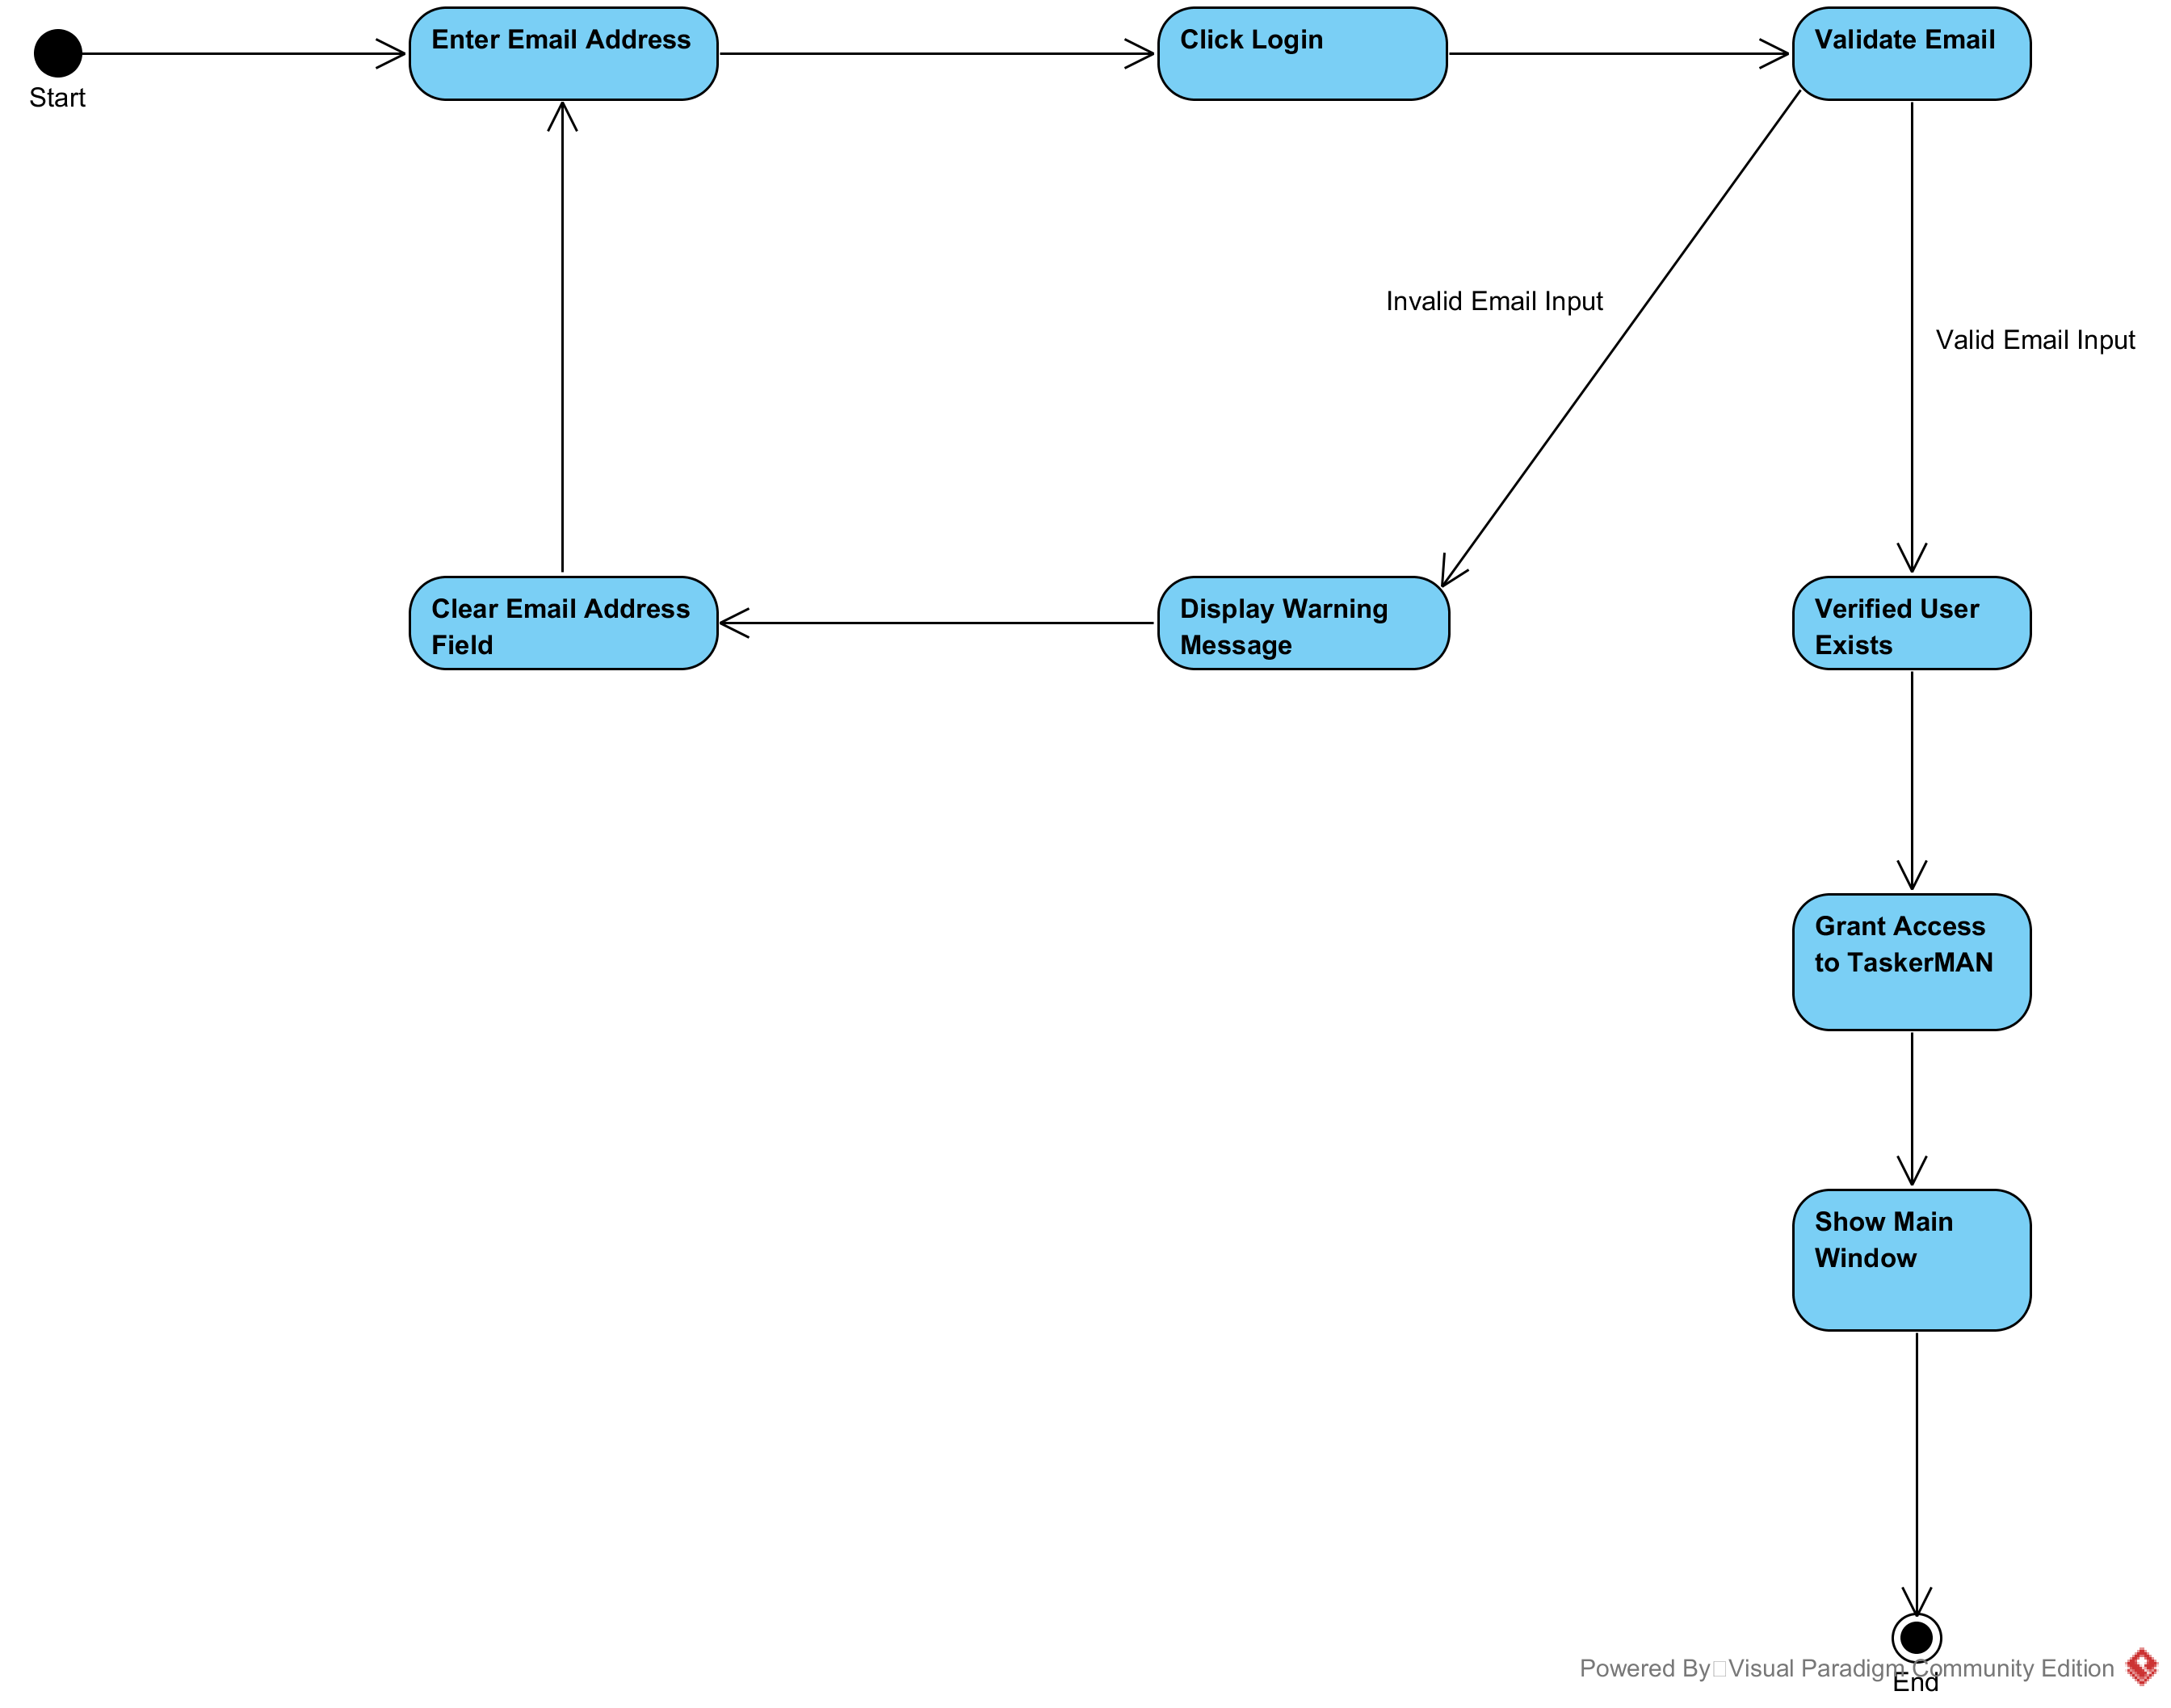 Start
Enter Email Address
Click Login
Validate Email
Invalid Email Input
Valid Email Input
Clear Email Address
Field
Display Warning
Message
Verified User
Exists
Grant Access
to TaskerMAN
Show Main
Window
Powered By Visual Paradigm Community Edition
End